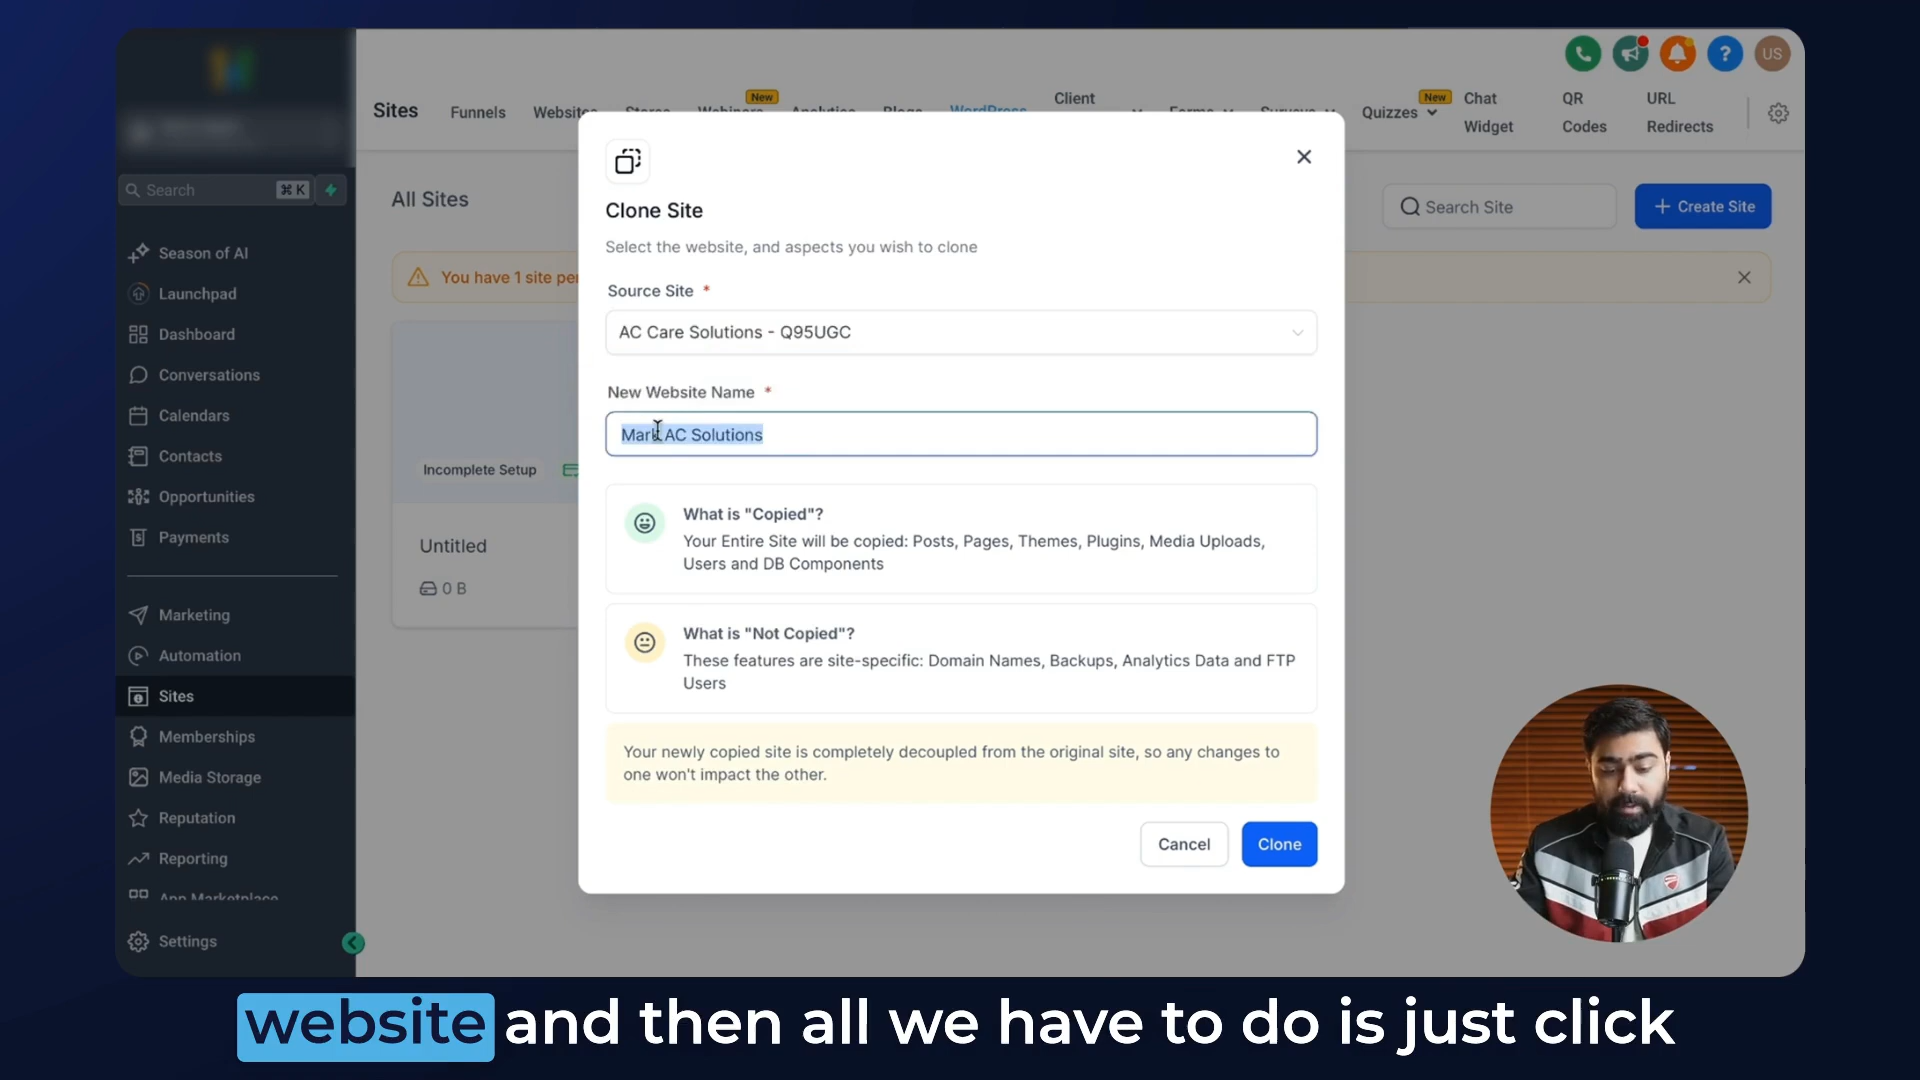 US
Sites
Funnels
Websites
Stores
Webinars
New
Analytics
Blogs
WordPress
Client
Forms
Surveys
Quizzes
New
Chat
Widget
QR
Codes
URL
Redirects
Search
⌘ K
Season of AI
Launchpad
Dashboard
Conversations
Calendars
Contacts
Opportunities
Payments
Marketing
Automation
Sites
Memberships
Media Storage
Reputation
Reporting
App Marketplace
Settings
All Sites
Search Site
+ Create Site
You have 1 site per
Incomplete Setup
Untitled
0 B
Clone Site
Select the website, and aspects you wish to clone
Source Site *
AC Care Solutions - Q95UGC
New Website Name *
Mark AC Solutions
What is "Copied"?
Your Entire Site will be copied: Posts, Pages, Themes, Plugins, Media Uploads,
Users and DB Components
What is "Not Copied"?
These features are site-specific: Domain Names, Backups, Analytics Data and FTP
Users
Your newly copied site is completely decoupled from the original site, so any changes to
one won't impact the other.
Cancel
Clone
website and then all we have to do is just click